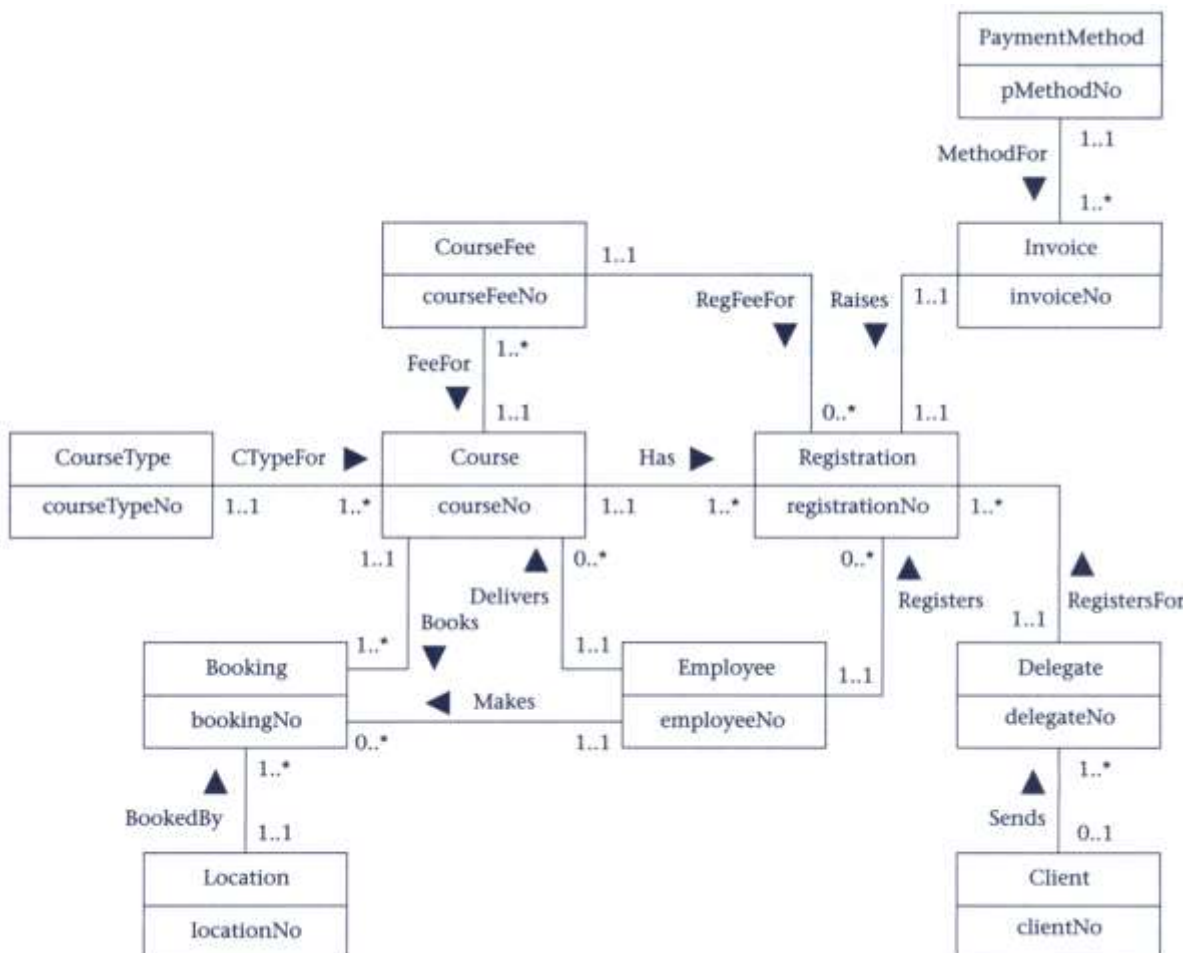 PaymentMethod
pMethodNo
1..1
MethodFor
1..*
CourseFee
courseFeeNo
1..1
RegFeeFor
Raises
1..1
Invoice
invoiceNo
1..*
FeeFor
1..1
0..*
1..1
CourseType
courseTypeNo
CTypeFor
1..1
1..*
Course
courseNo
Has
1..1
1..*
Registration
registrationNo
1..*
1..1
0..*
0..*
Delivers
Registers
RegistersFor
Books
1..*
1..1
1..1
1..1
Booking
bookingNo
Makes
0..*
1..1
Employee
employeeNo
Delegate
delegateNo
1..*
BookedBy
1..1
1..*
Sends
0..1
Location
locationNo
Client
clientNo